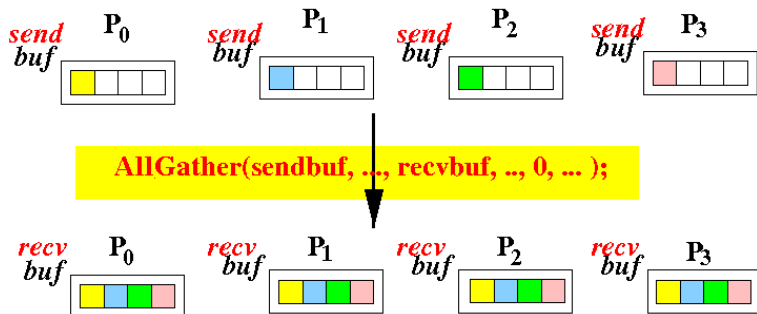 send P0 send P1 send P2 send P3
buf buf buf buf
AllGather(sendbuf, ..., recvbuf, .., 0, ... );
recv P0 recv P1 recv P2 recv P3
buf buf buf buf